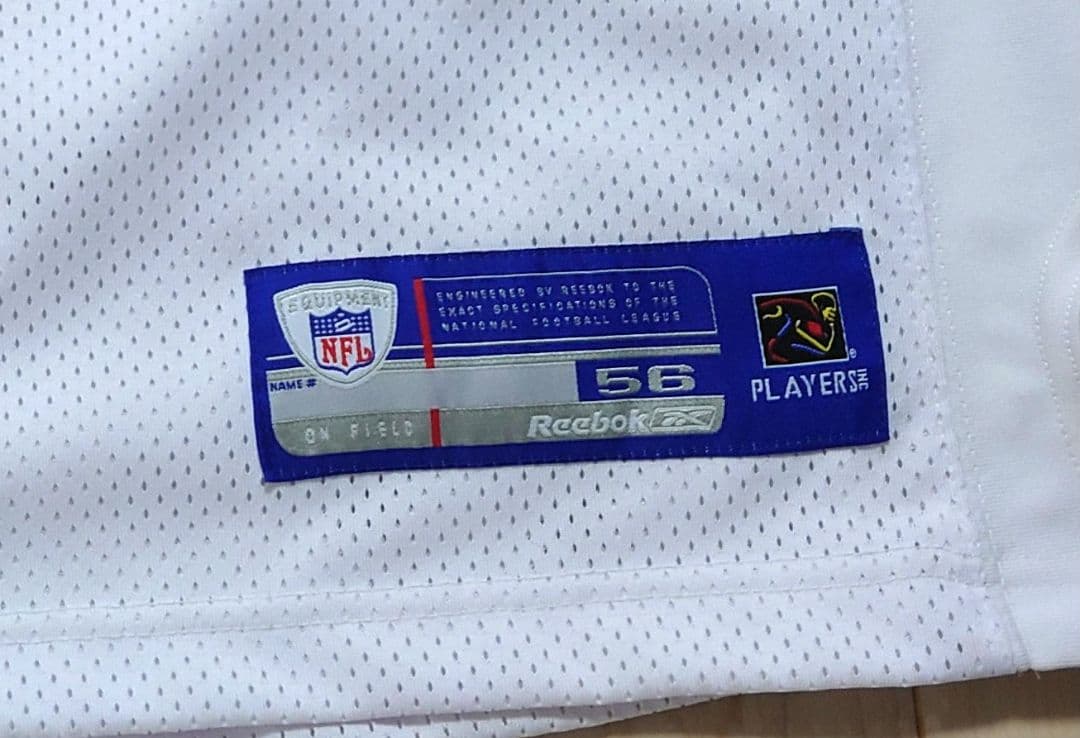 EQUIPMENT
NFL
ENGINEERED BY REEBOK TO THE
EXACT SPECIFICATIONS OF THE
NATIONAL FOOTBALL LEAGUE
NAME #
56
ON FIELD
Reebok
®
PLAYERS INC